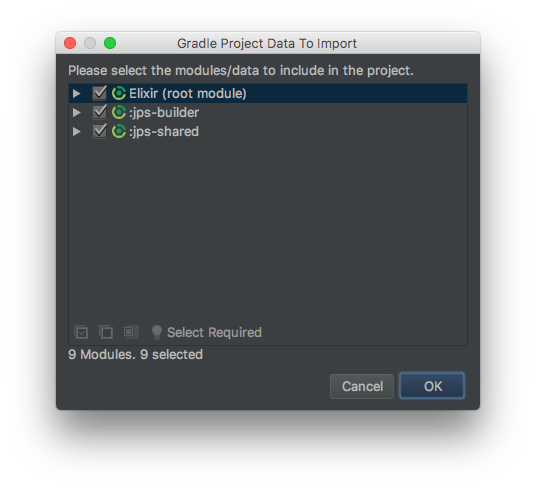 Gradle Project Data To Import
Please select the modules/data to include in the project.
Elixir (root module)
:jps-builder
:jps-shared
Select Required
9 Modules. 9 selected
Cancel OK